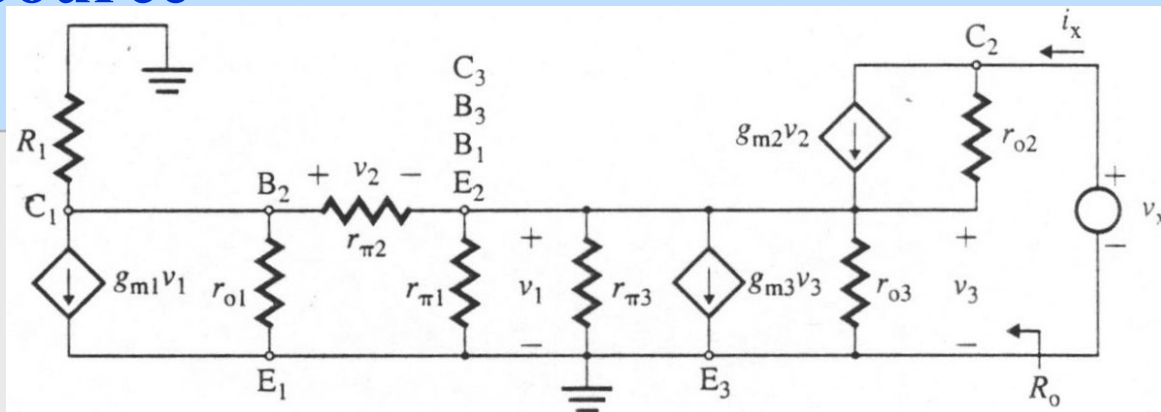 i_x
C_2
C_3
B_3
B_1
E_2
R_1
g_m2 v_2
r_o2
B_2
+ v_2 −
+
v_x
−
C_1
r_π2
+
+
g_m1 v_1
r_o1
r_π1
v_1
r_π3
g_m3 v_3
r_o3
v_3
−
−
E_1
E_3
R_o